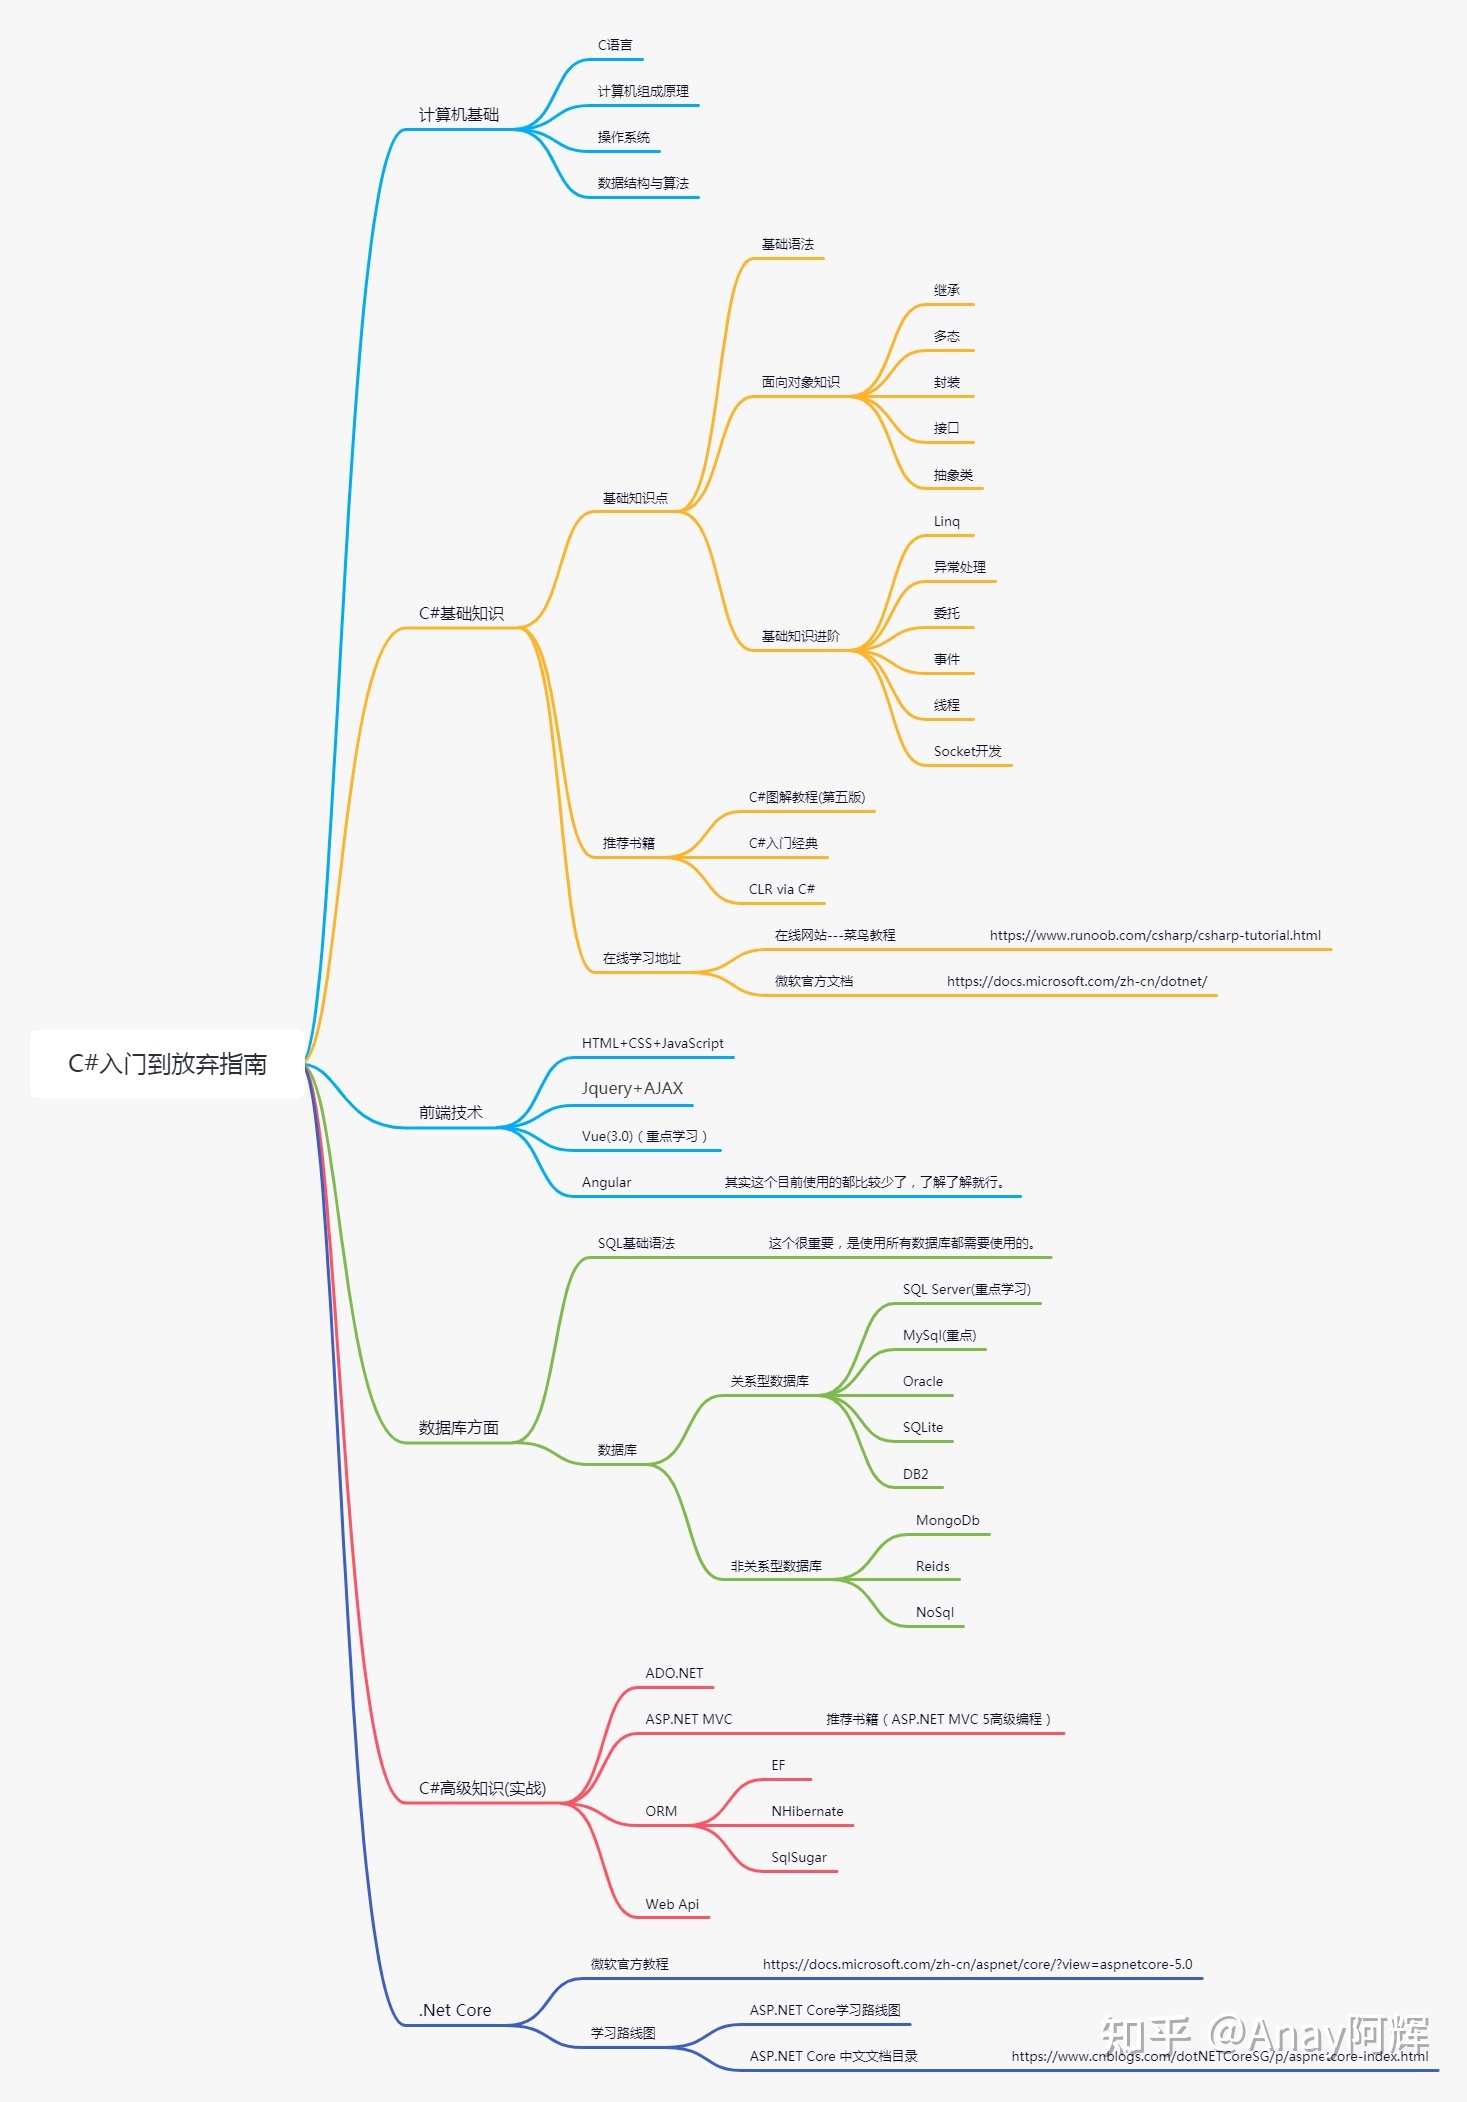 C语言
计算机组成原理
计算机基础
操作系统
数据结构与算法
基础语法
继承
多态
面向对象知识
封装
接口
抽象类
基础知识点
Linq
异常处理
委托
C#基础知识
基础知识进阶
事件
线程
Socket开发
C#图解教程(第五版)
推荐书籍
C#入门经典
CLR via C#
在线网站---菜鸟教程 https://www.runoob.com/csharp/csharp-tutorial.html
在线学习地址
微软官方文档 https://docs.microsoft.com/zh-cn/dotnet/
C#入门到放弃指南
HTML+CSS+JavaScript
Jquery+AJAX
前端技术
Vue(3.0)（重点学习）
Angular 其实这个目前使用的都比较少了，了解了解就行。
SQL基础语法 这个很重要，是使用所有数据库都需要使用的。
SQL Server(重点学习)
MySql(重点)
关系型数据库
Oracle
SQLite
数据库方面
数据库
DB2
MongoDb
非关系型数据库
Reids
NoSql
ADO.NET
ASP.NET MVC 推荐书籍（ASP.NET MVC 5高级编程）
EF
C#高级知识(实战)
ORM
NHibernate
SqlSugar
Web Api
微软官方教程 https://docs.microsoft.com/zh-cn/aspnet/core/?view=aspnetcore-5.0
.Net Core
ASP.NET Core学习路线图
学习路线图
ASP.NET Core 中文文档目录 https://www.cnblogs.com/dotNETCoreSG/p/aspnetcore-index.html
知乎 @Anay阿辉